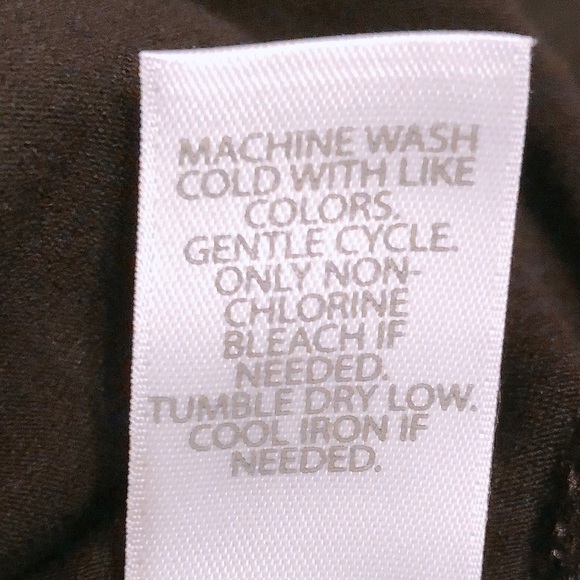 MACHINE WASH
COLD WITH LIKE
COLORS.
GENTLE CYCLE.
ONLY NON-
CHLORINE
BLEACH IF
NEEDED.
TUMBLE DRY LOW.
COOL IRON IF
NEEDED.